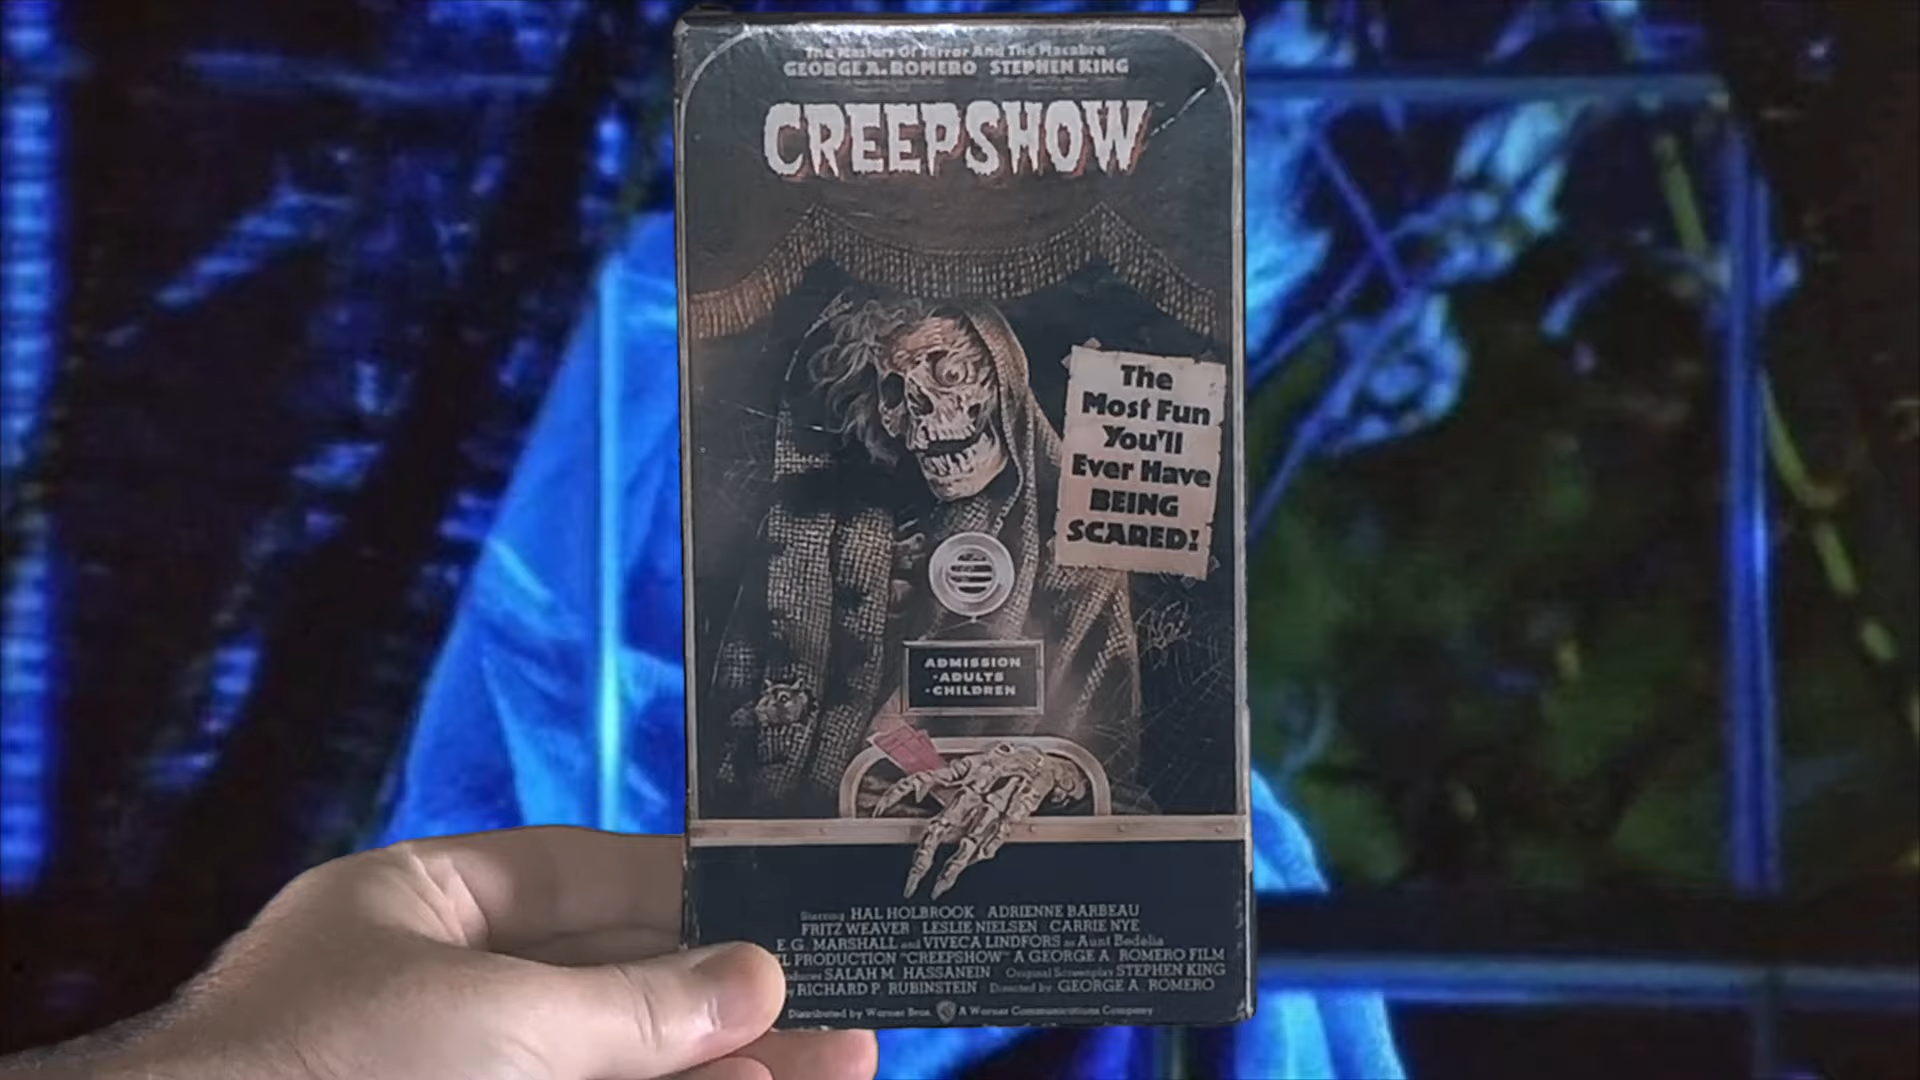 The Masters Of Terror And The Macabre
GEORGE A. ROMERO STEPHEN KING
CREEPSHOW
The
Most Fun
You'll
Ever Have
BEING
SCARED!
ADMISSION
·ADULTS
·CHILDREN
Starring HAL HOLBROOK ADRIENNE BARBEAU
FRITZ WEAVER LESLIE NIELSEN CARRIE NYE
E.G. MARSHALL and VIVECA LINDFORS as Aunt Bedelia
PRODUCTION "CREEPSHOW" A GEORGE A. ROMERO FILM
SALAH M. HASSANEIN Original Screenplay STEPHEN KING
RICHARD P. RUBINSTEIN Directed by GEORGE A. ROMERO
Distributed by Warner Bros. A Warner Communications Company